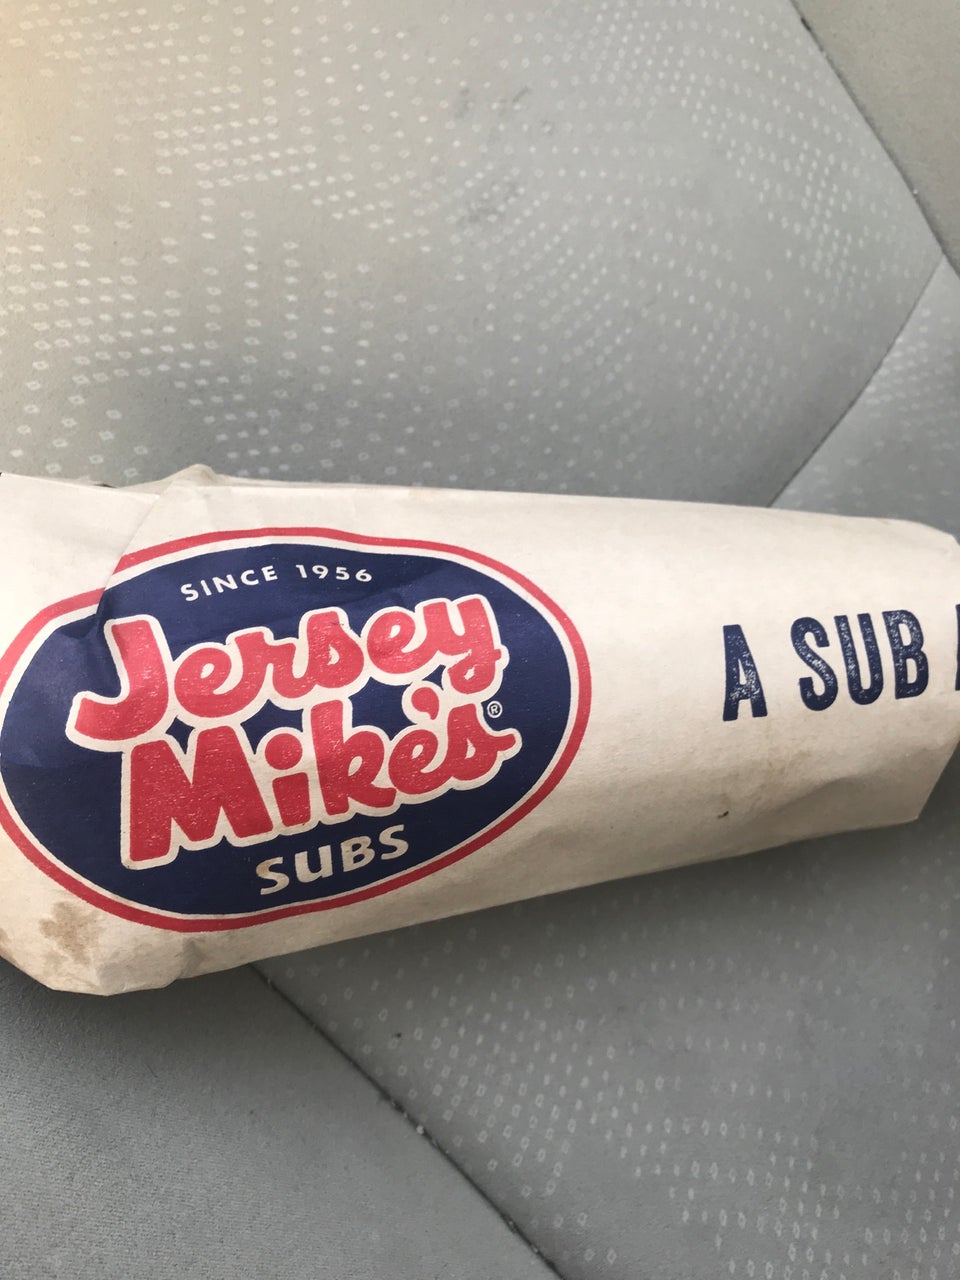 SINCE 1956
Jersey
Mike's®
SUBS
A SUB